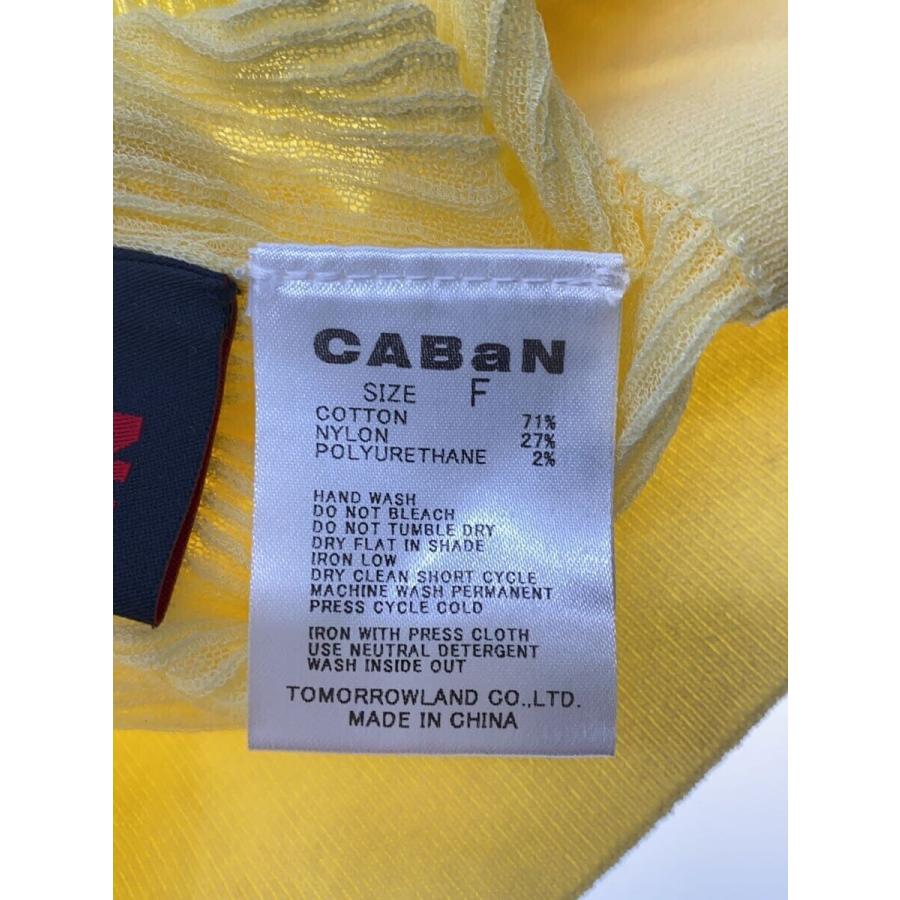 CABaN
SIZE F
COTTON 71%
NYLON 27%
POLYURETHANE 2%
HAND WASH
DO NOT BLEACH
DO NOT TUMBLE DRY
DRY FLAT IN SHADE
IRON LOW
DRY CLEAN SHORT CYCLE
MACHINE WASH PERMANENT
PRESS CYCLE COLD
IRON WITH PRESS CLOTH
USE NEUTRAL DETERGENT
WASH INSIDE OUT
TOMORROWLAND CO.,LTD.
MADE IN CHINA